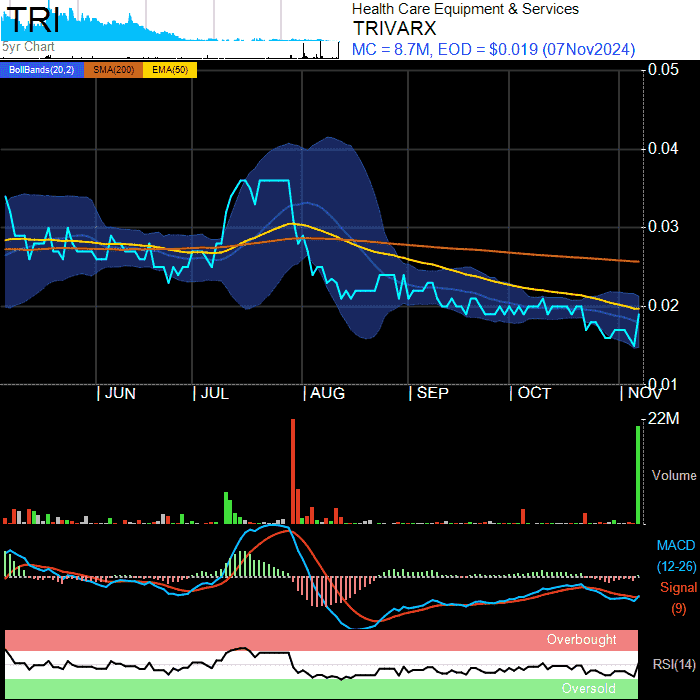 TRI
5yr Chart
Health Care Equipment & Services
TRIVARX
MC = 8.7M, EOD = $0.019 (07Nov2024)
BollBands(20,2) SMA(200) EMA(50)
0.05
0.04
0.03
0.02
0.01
JUN JUL AUG SEP OCT NOV
22M
Volume
MACD
(12-26)
Signal
(9)
Overbought
RSI(14)
Oversold